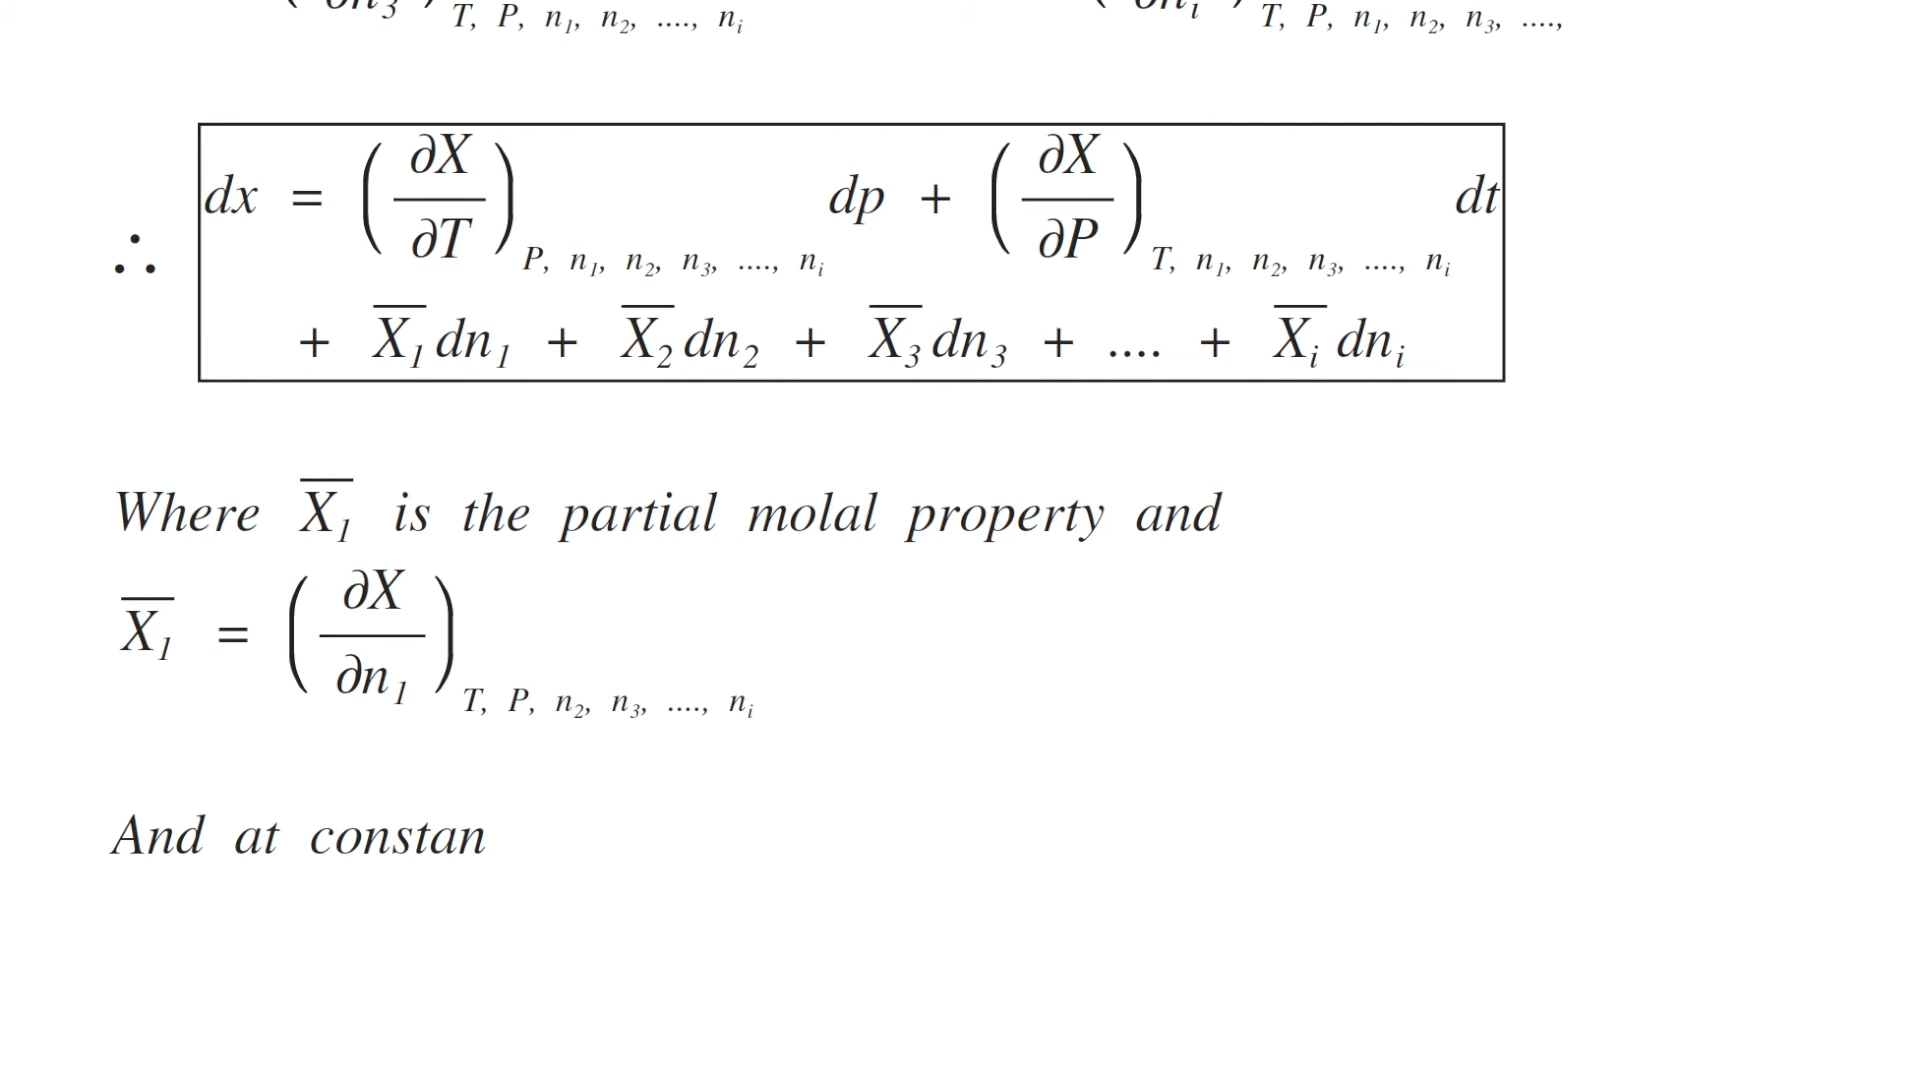 ∂n₃ T, P, n₁, n₂, ...., nᵢ ∂nᵢ T, P, n₁, n₂, n₃, ....,
∴ dx = (∂X/∂T) P, n₁, n₂, n₃, ...., nᵢ dp + (∂X/∂P) T, n₁, n₂, n₃, ...., nᵢ dt
+ X̅₁ dn₁ + X̅₂ dn₂ + X̅₃ dn₃ + .... + X̅ᵢ dnᵢ
Where X̅₁ is the partial molal property and
X̅₁ = (∂X/∂n₁) T, P, n₂, n₃, ...., nᵢ
And at constan